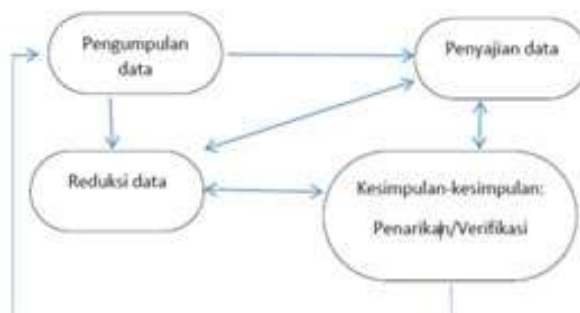 Pengumpulan
data
Penyajian data
Reduksi data
Kesimpulan-kesimpulan:
Penarikan/Verifikasi